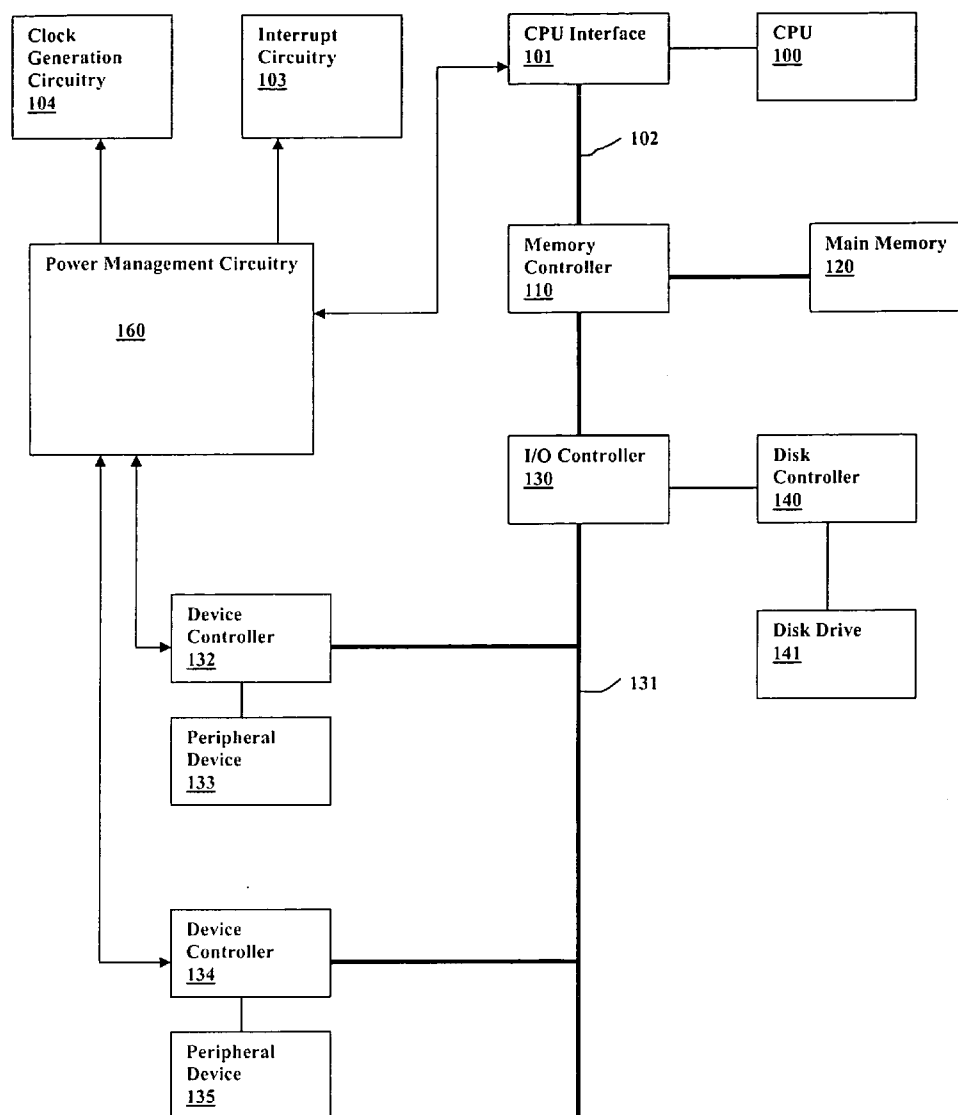 Clock
Generation
Circuitry
104
Interrupt
Circuitry
103
CPU Interface
101
CPU
100
102
Power Management Circuitry
160
Memory
Controller
110
Main Memory
120
I/O Controller
130
Disk
Controller
140
Device
Controller
132
Disk Drive
141
131
Peripheral
Device
133
Device
Controller
134
Peripheral
Device
135